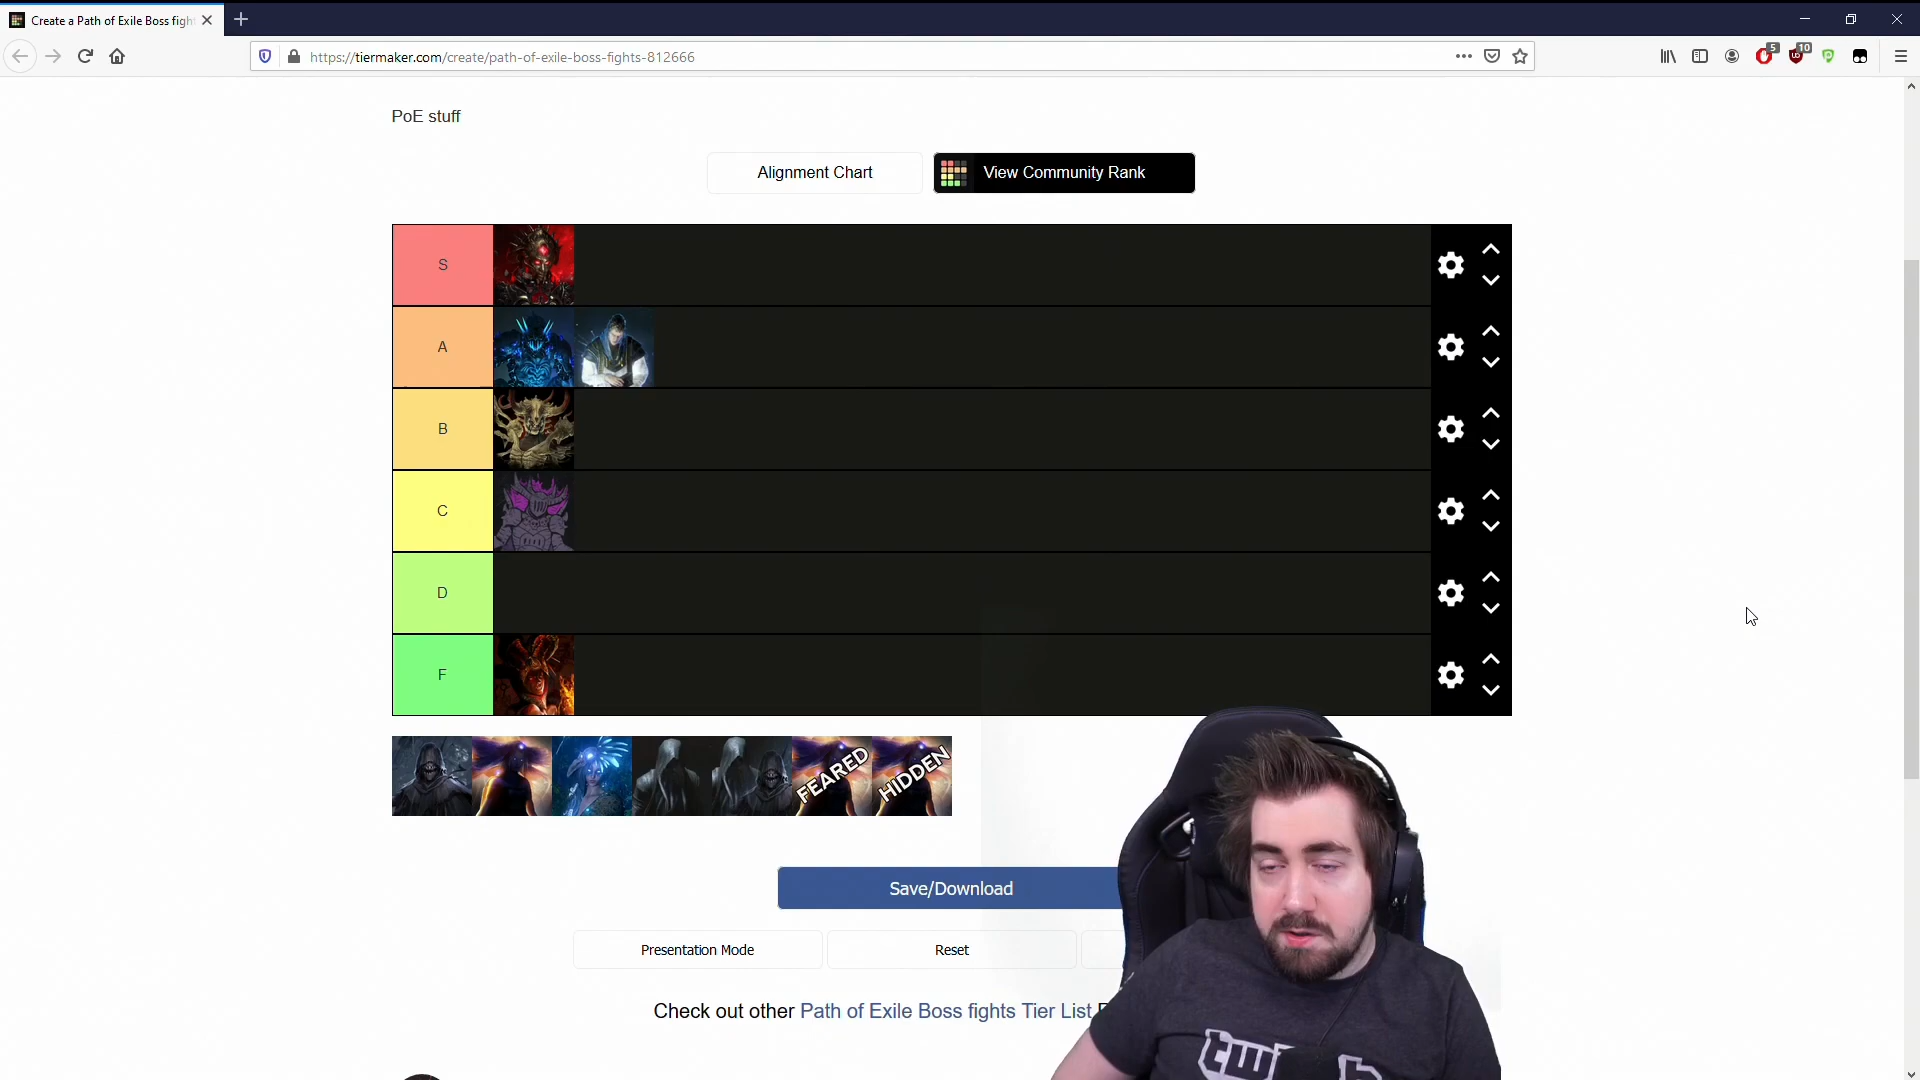 Create a Path of Exile Boss figh
https://tiermaker.com/create/path-of-exile-boss-fights-812666
5
10
PoE stuff
Alignment Chart
View Community Rank
S
A
B
C
D
F
FEARED
HIDDEN
Save/Download
Presentation Mode
Reset
Check out other Path of Exile Boss fights Tier List